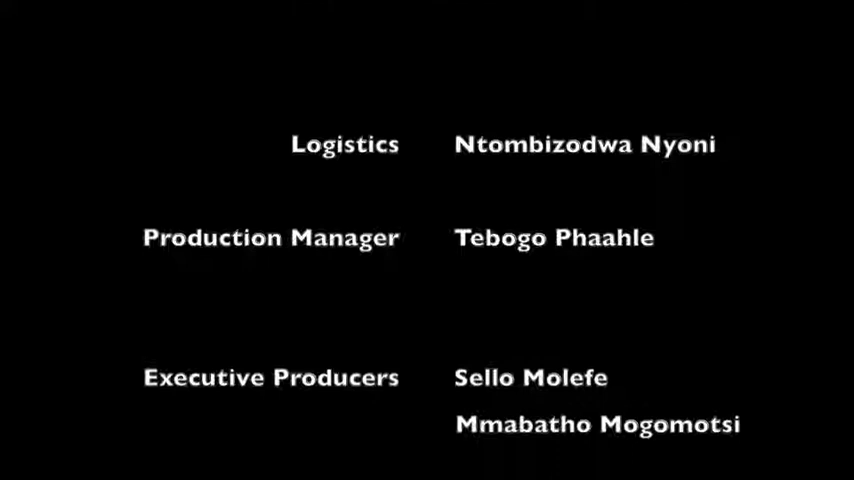 Logistics Ntombizodwa Nyoni
Production Manager Tebogo Phaahle
Executive Producers Sello Molefe
Mmabatho Mogomotsi